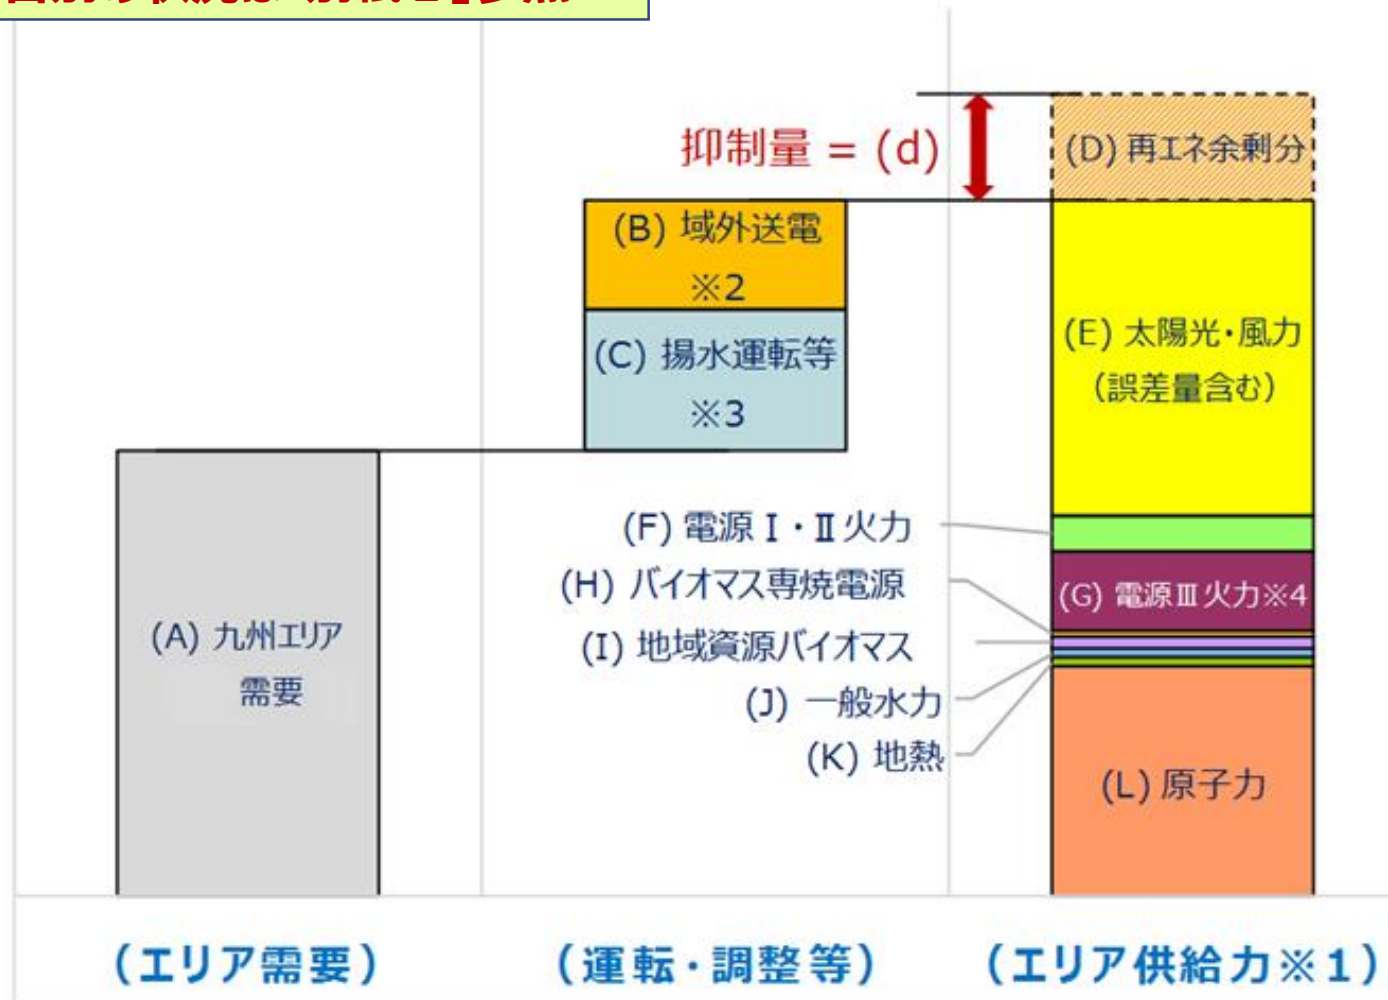 抑制量 = (d)
(D) 再エネ余剰分
(B) 域外送電
※2
(C) 揚水運転等
※3
(E) 太陽光・風力
（誤差量含む）
(F) 電源Ⅰ・Ⅱ火力
(G) 電源Ⅲ火力※4
(H) バイオマス専焼電源
(I) 地域資源バイオマス
(J) 一般水力
(K) 地熱
(L) 原子力
(A) 九州エリア
需要
（エリア需要）
（運転・調整等）
（エリア供給力※1）